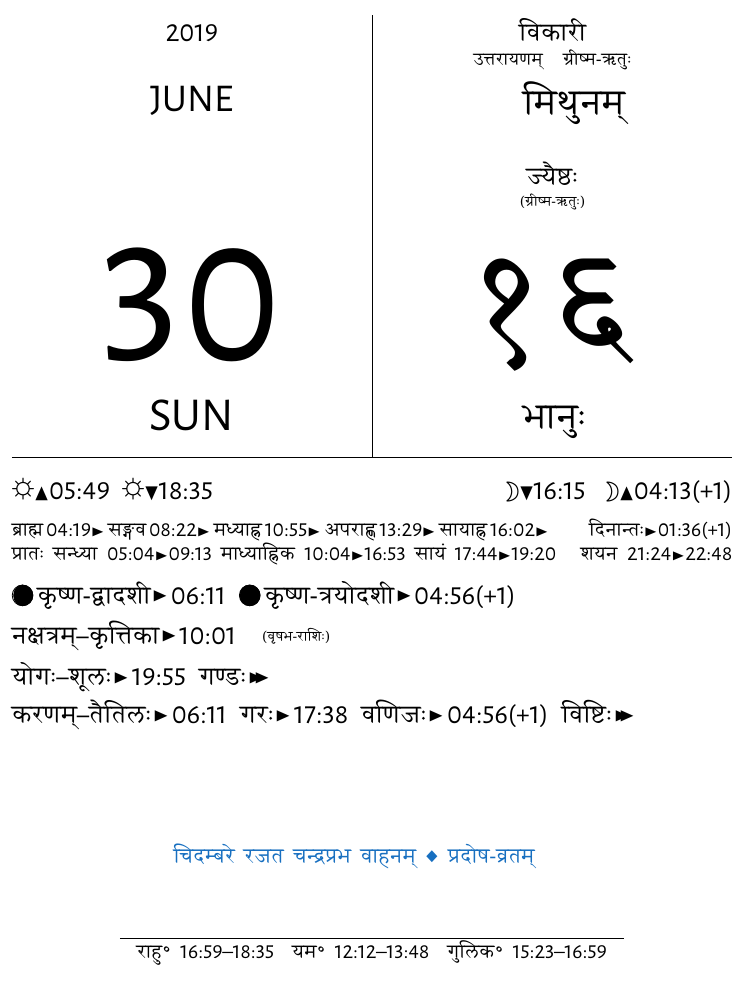 2019
JUNE
30
SUN
विकारी
उत्तरायणम् ग्रीष्म-ऋतुः
मिथुनम्
ज्यैष्ठः
(ग्रीष्म-ऋतुः)
१६
भानुः
☼▲05:49 ☼▼18:35 ☽▼16:15 ☽▲04:13(+1)
ब्राह्म 04:19► सङ्गव 08:22► मध्याह्न 10:55► अपराह्ण 13:29► सायाह्न 16:02► दिनान्तः►01:36(+1)
प्रातः सन्ध्या 05:04►09:13 माध्याह्निक 10:04►16:53 सायं 17:44►19:20 शयन 21:24►22:48
●कृष्ण-द्वादशी►06:11 ●कृष्ण-त्रयोदशी►04:56(+1)
नक्षत्रम्–कृत्तिका►10:01 (वृषभ-राशिः)
योगः–शूलः►19:55 गण्डः►►
करणम्–तैतिलः►06:11 गरः►17:38 वणिजः►04:56(+1) विष्टिः►►
चिदम्बरे रजत चन्द्रप्रभ वाहनम् ◆ प्रदोष-व्रतम्
राहु॰ 16:59–18:35 यम॰ 12:12–13:48 गुलिक॰ 15:23–16:59